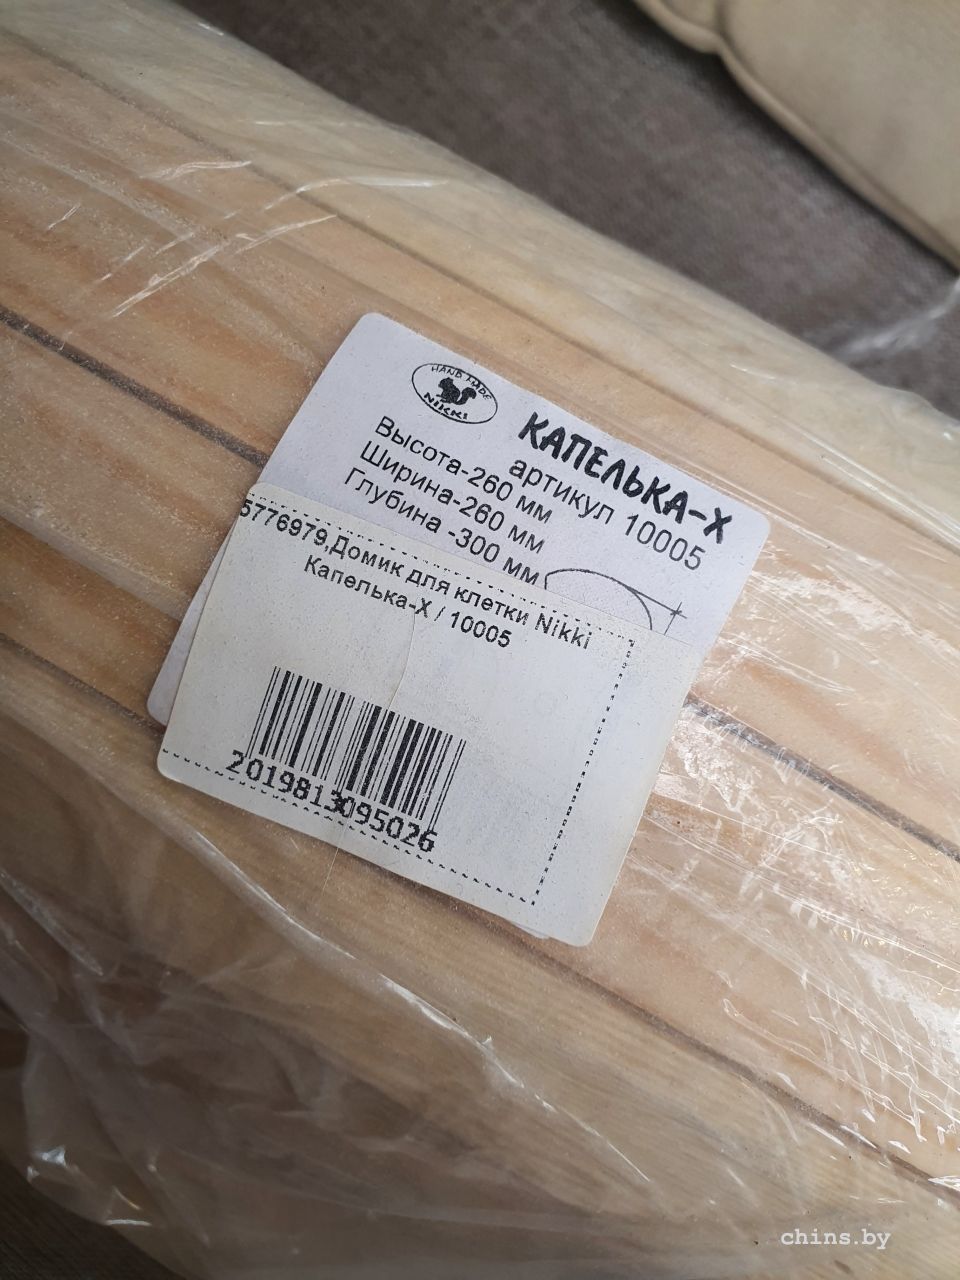 HAND MADE
NIKKI
КАПЕЛЬКА-Х
артикул 10005
Высота-260 мм
Ширина-260 мм
Глубина -300 мм
5776979,Домик для клетки Nikki
Капелька-Х / 10005
2019813095026
chins.by